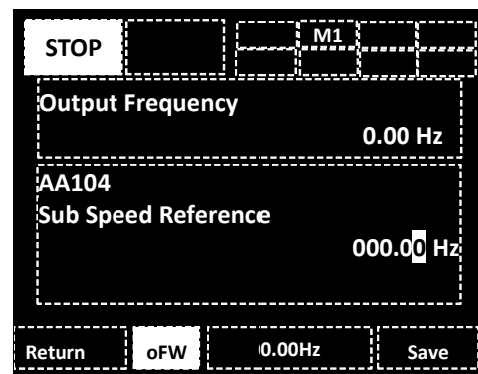 STOP
M1
Output Frequency
0.00 Hz
AA104
Sub Speed Reference
000.00 Hz
Return oFW 0.00Hz Save